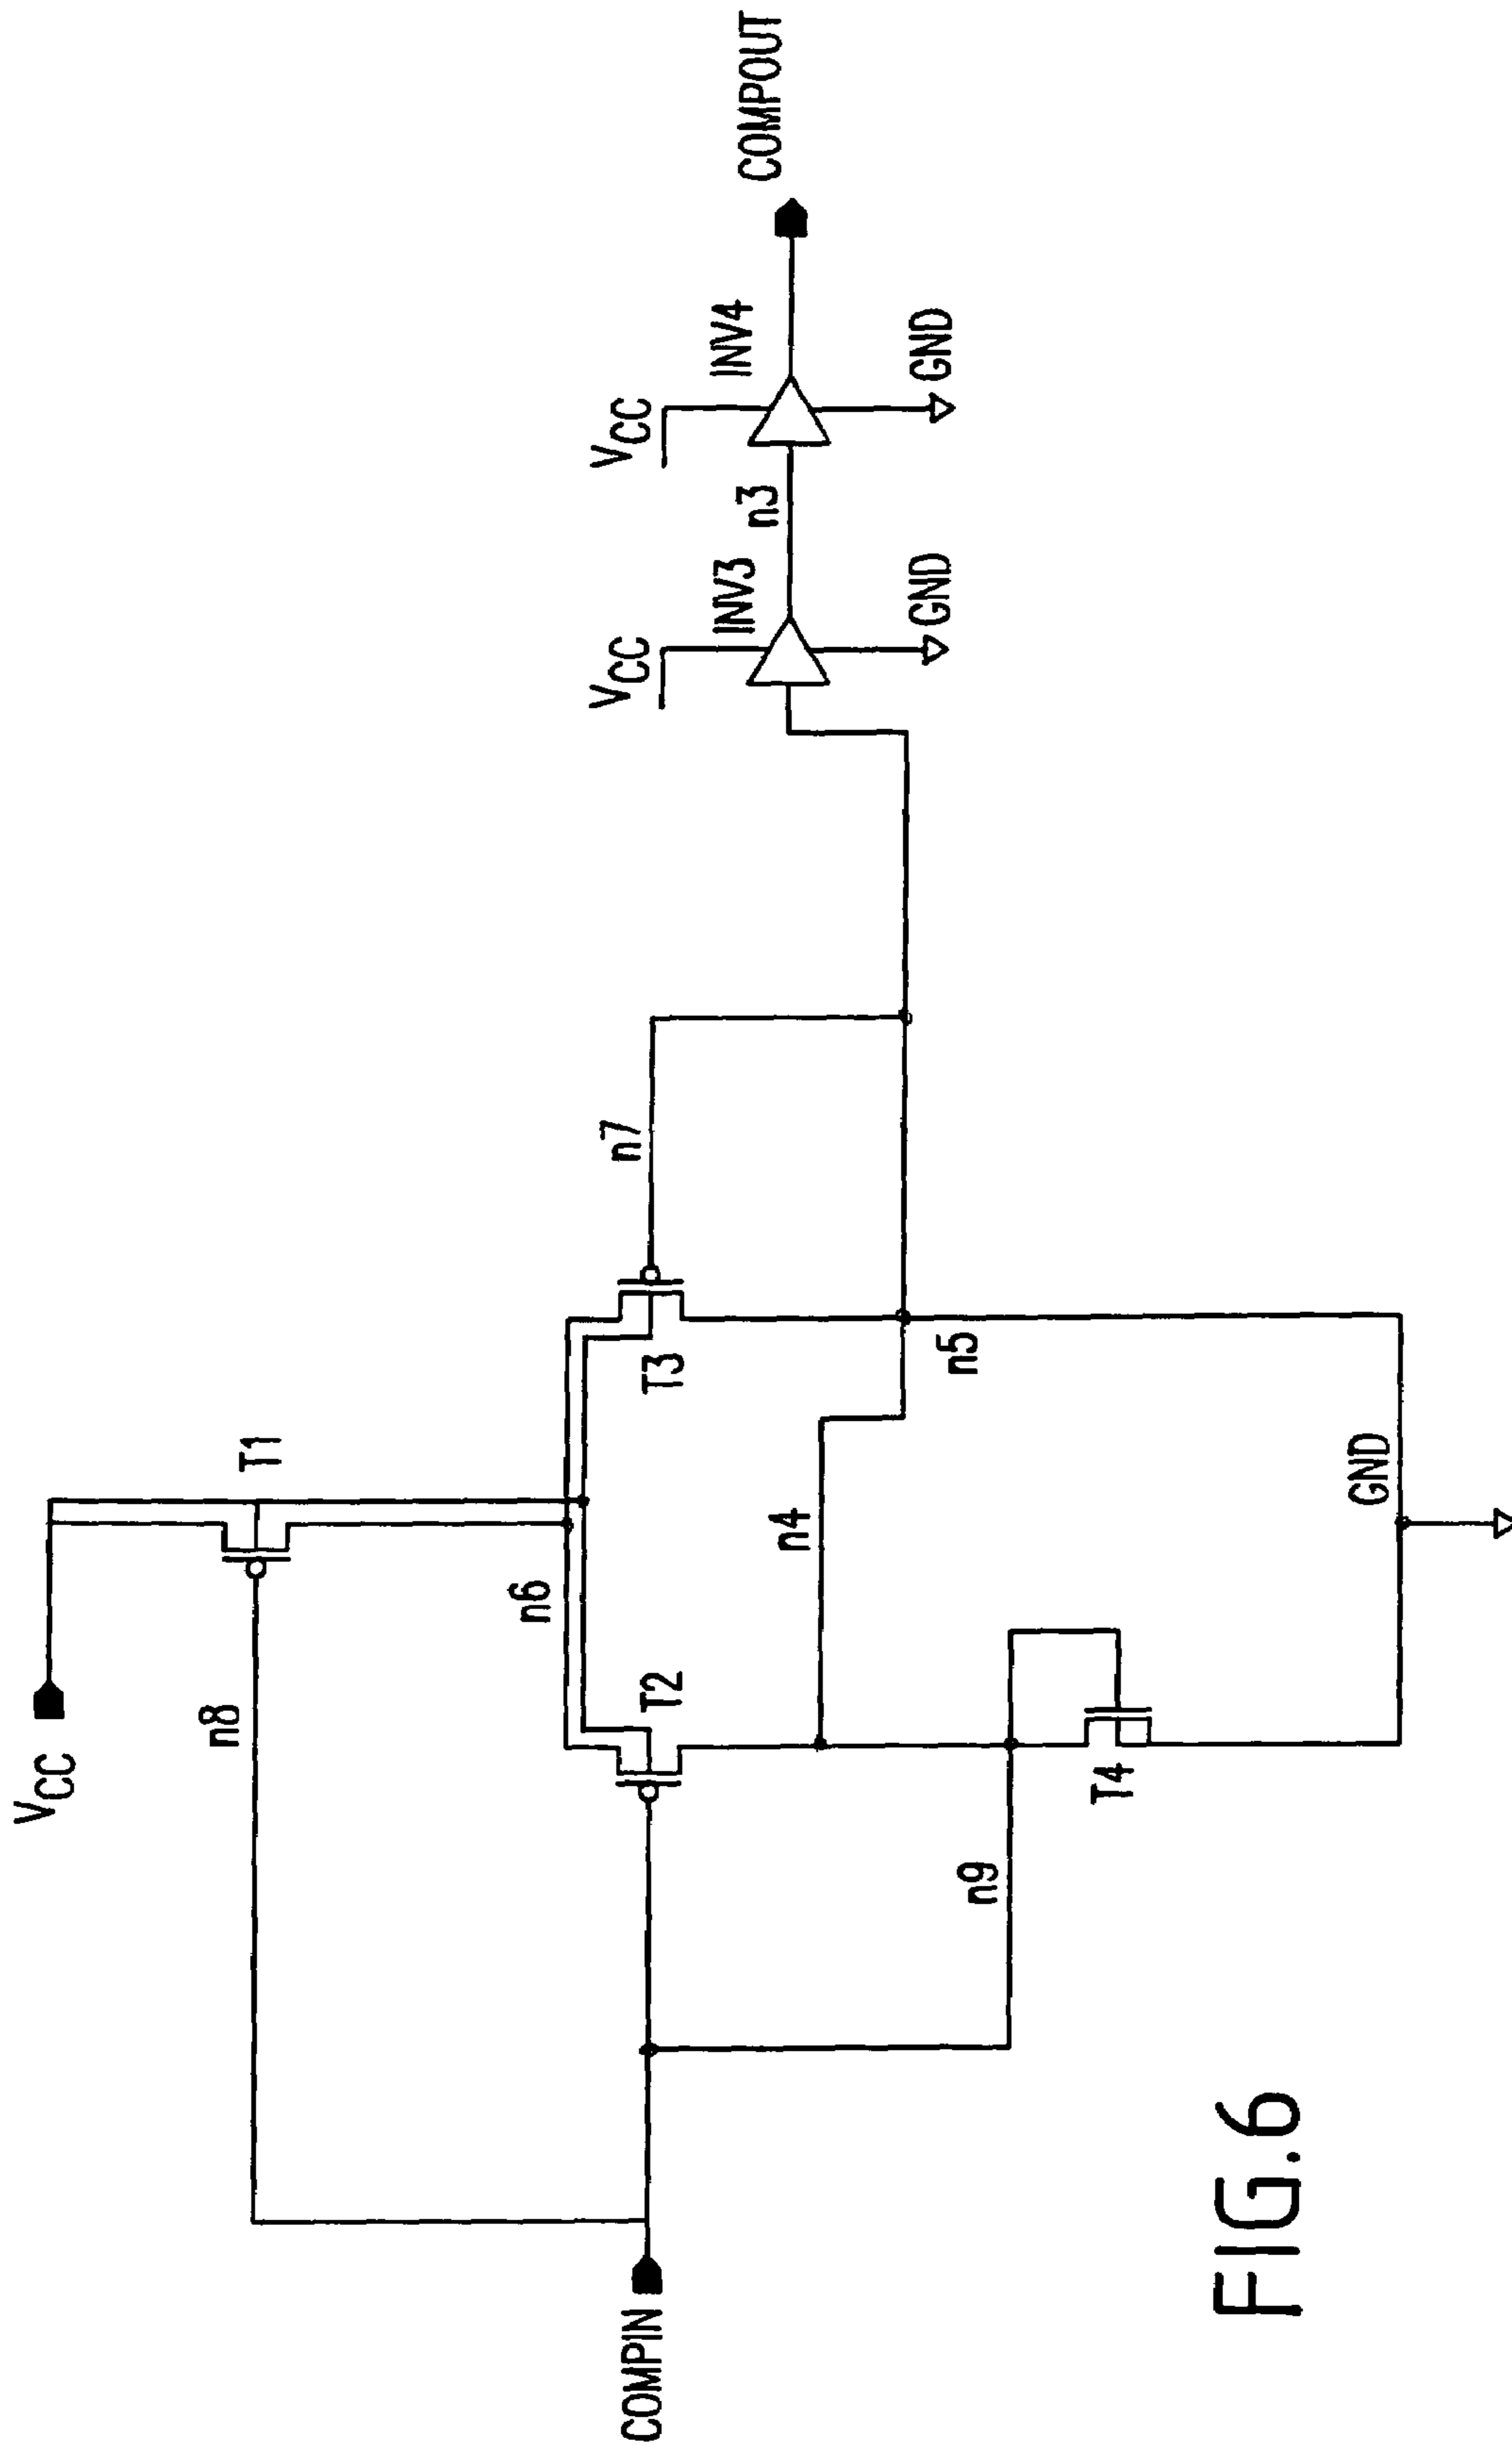 VCC
n8
T1
n6
T2
T3
n7
COMPIN
n4
n9
n5
T4
GND
VCC
INV3
GND
n3
VCC
INV4
GND
COMPOUT
FIG.6